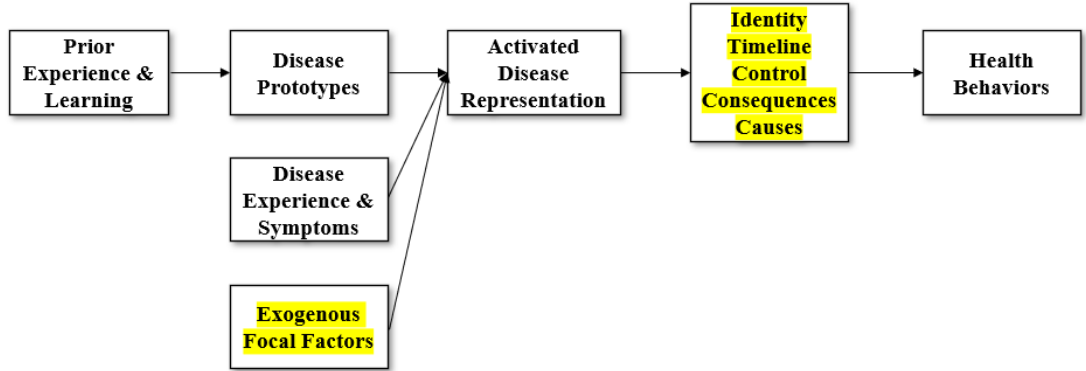 Prior
Experience &
Learning
Disease
Prototypes
Disease
Experience &
Symptoms
Exogenous
Focal Factors
Activated
Disease
Representation
Identity
Timeline
Control
Consequences
Causes
Health
Behaviors